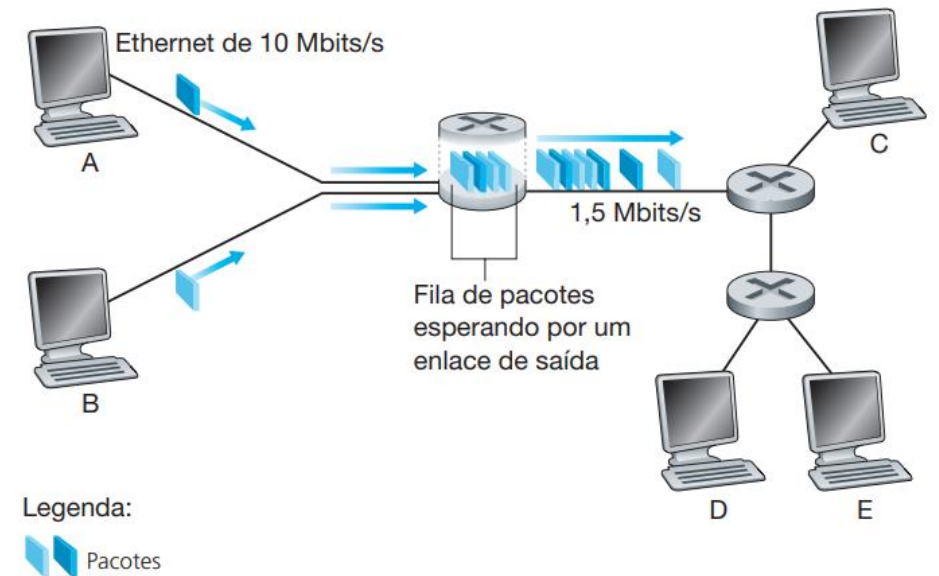 Ethernet de 10 Mbits/s
A
C
1,5 Mbits/s
B
Fila de pacotes
esperando por um
enlace de saída
D
E
Legenda:
Pacotes